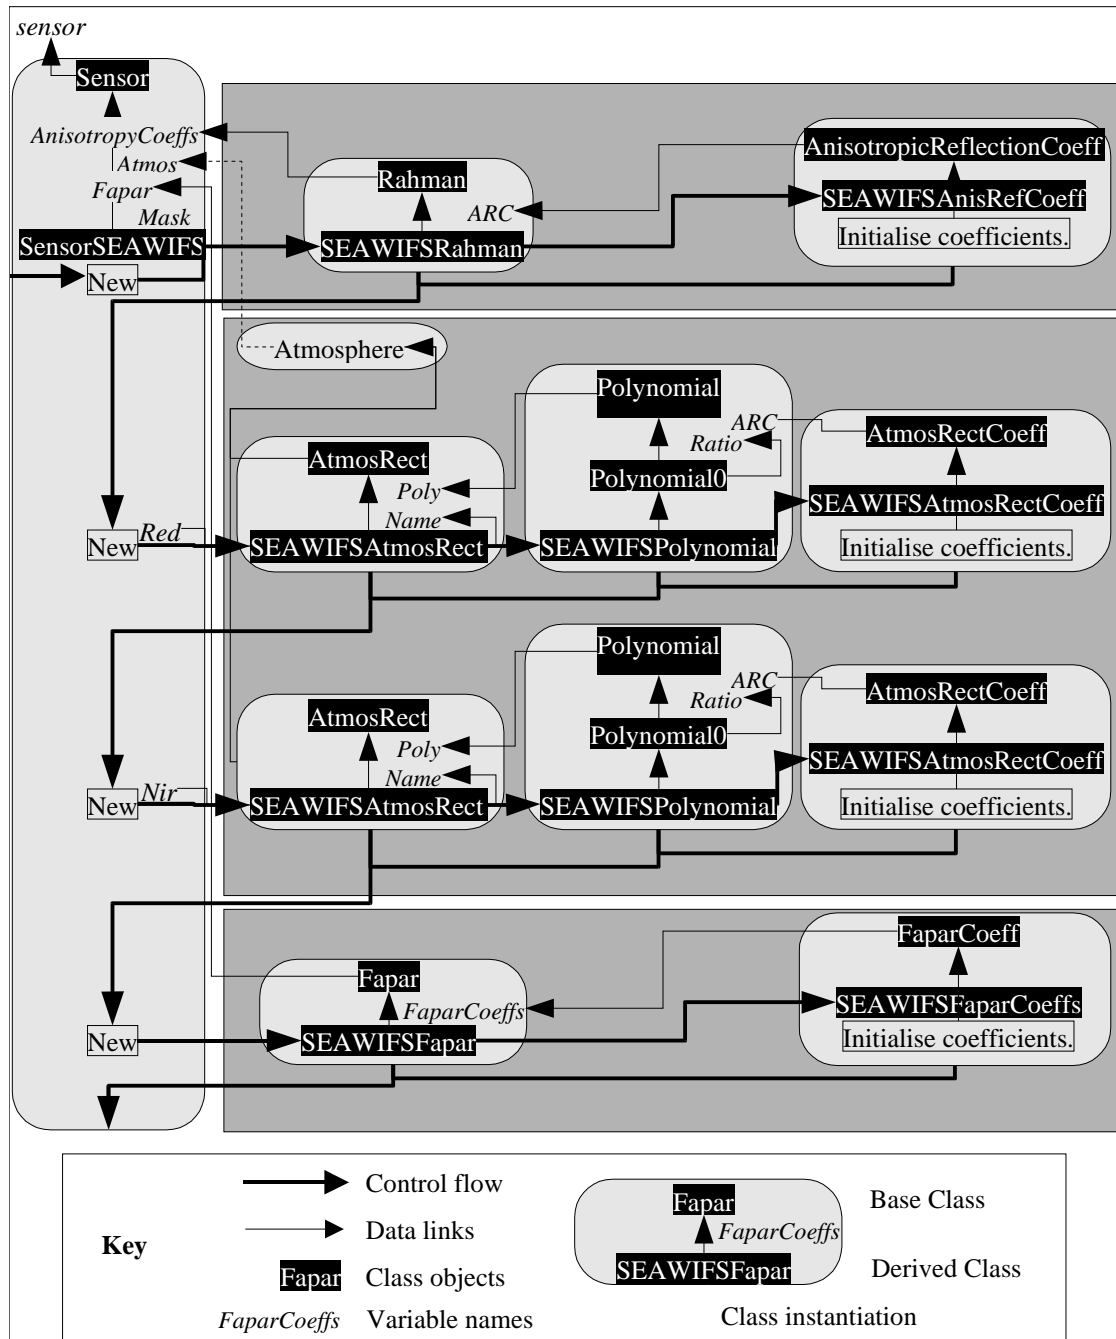 sensor
Sensor
AnisotropyCoeffs
Atmos
Fapar
Mask
SensorSEAWIFS
New
Rahman
ARC
SEAWIFSRahman
AnisotropicReflectionCoeff
SEAWIFSAnisRefCoeff
Initialise coefficients.
Atmosphere
New
Red
AtmosRect
Poly
Name
SEAWIFSAtmosRect
Polynomial
ARC
Ratio
Polynomial0
SEAWIFSPolynomial
AtmosRectCoeff
SEAWIFSAtmosRectCoeff
Initialise coefficients.
New
Nir
AtmosRect
Poly
Name
SEAWIFSAtmosRect
Polynomial
ARC
Ratio
Polynomial0
SEAWIFSPolynomial
AtmosRectCoeff
SEAWIFSAtmosRectCoeff
Initialise coefficients.
New
Fapar
FaparCoeffs
SEAWIFSFapar
FaparCoeff
SEAWIFSFaparCoeffs
Initialise coefficients.
Key
Control flow
Data links
Fapar Class objects
FaparCoeffs Variable names
Fapar
FaparCoeffs
SEAWIFSFapar
Base Class
Derived Class
Class instantiation